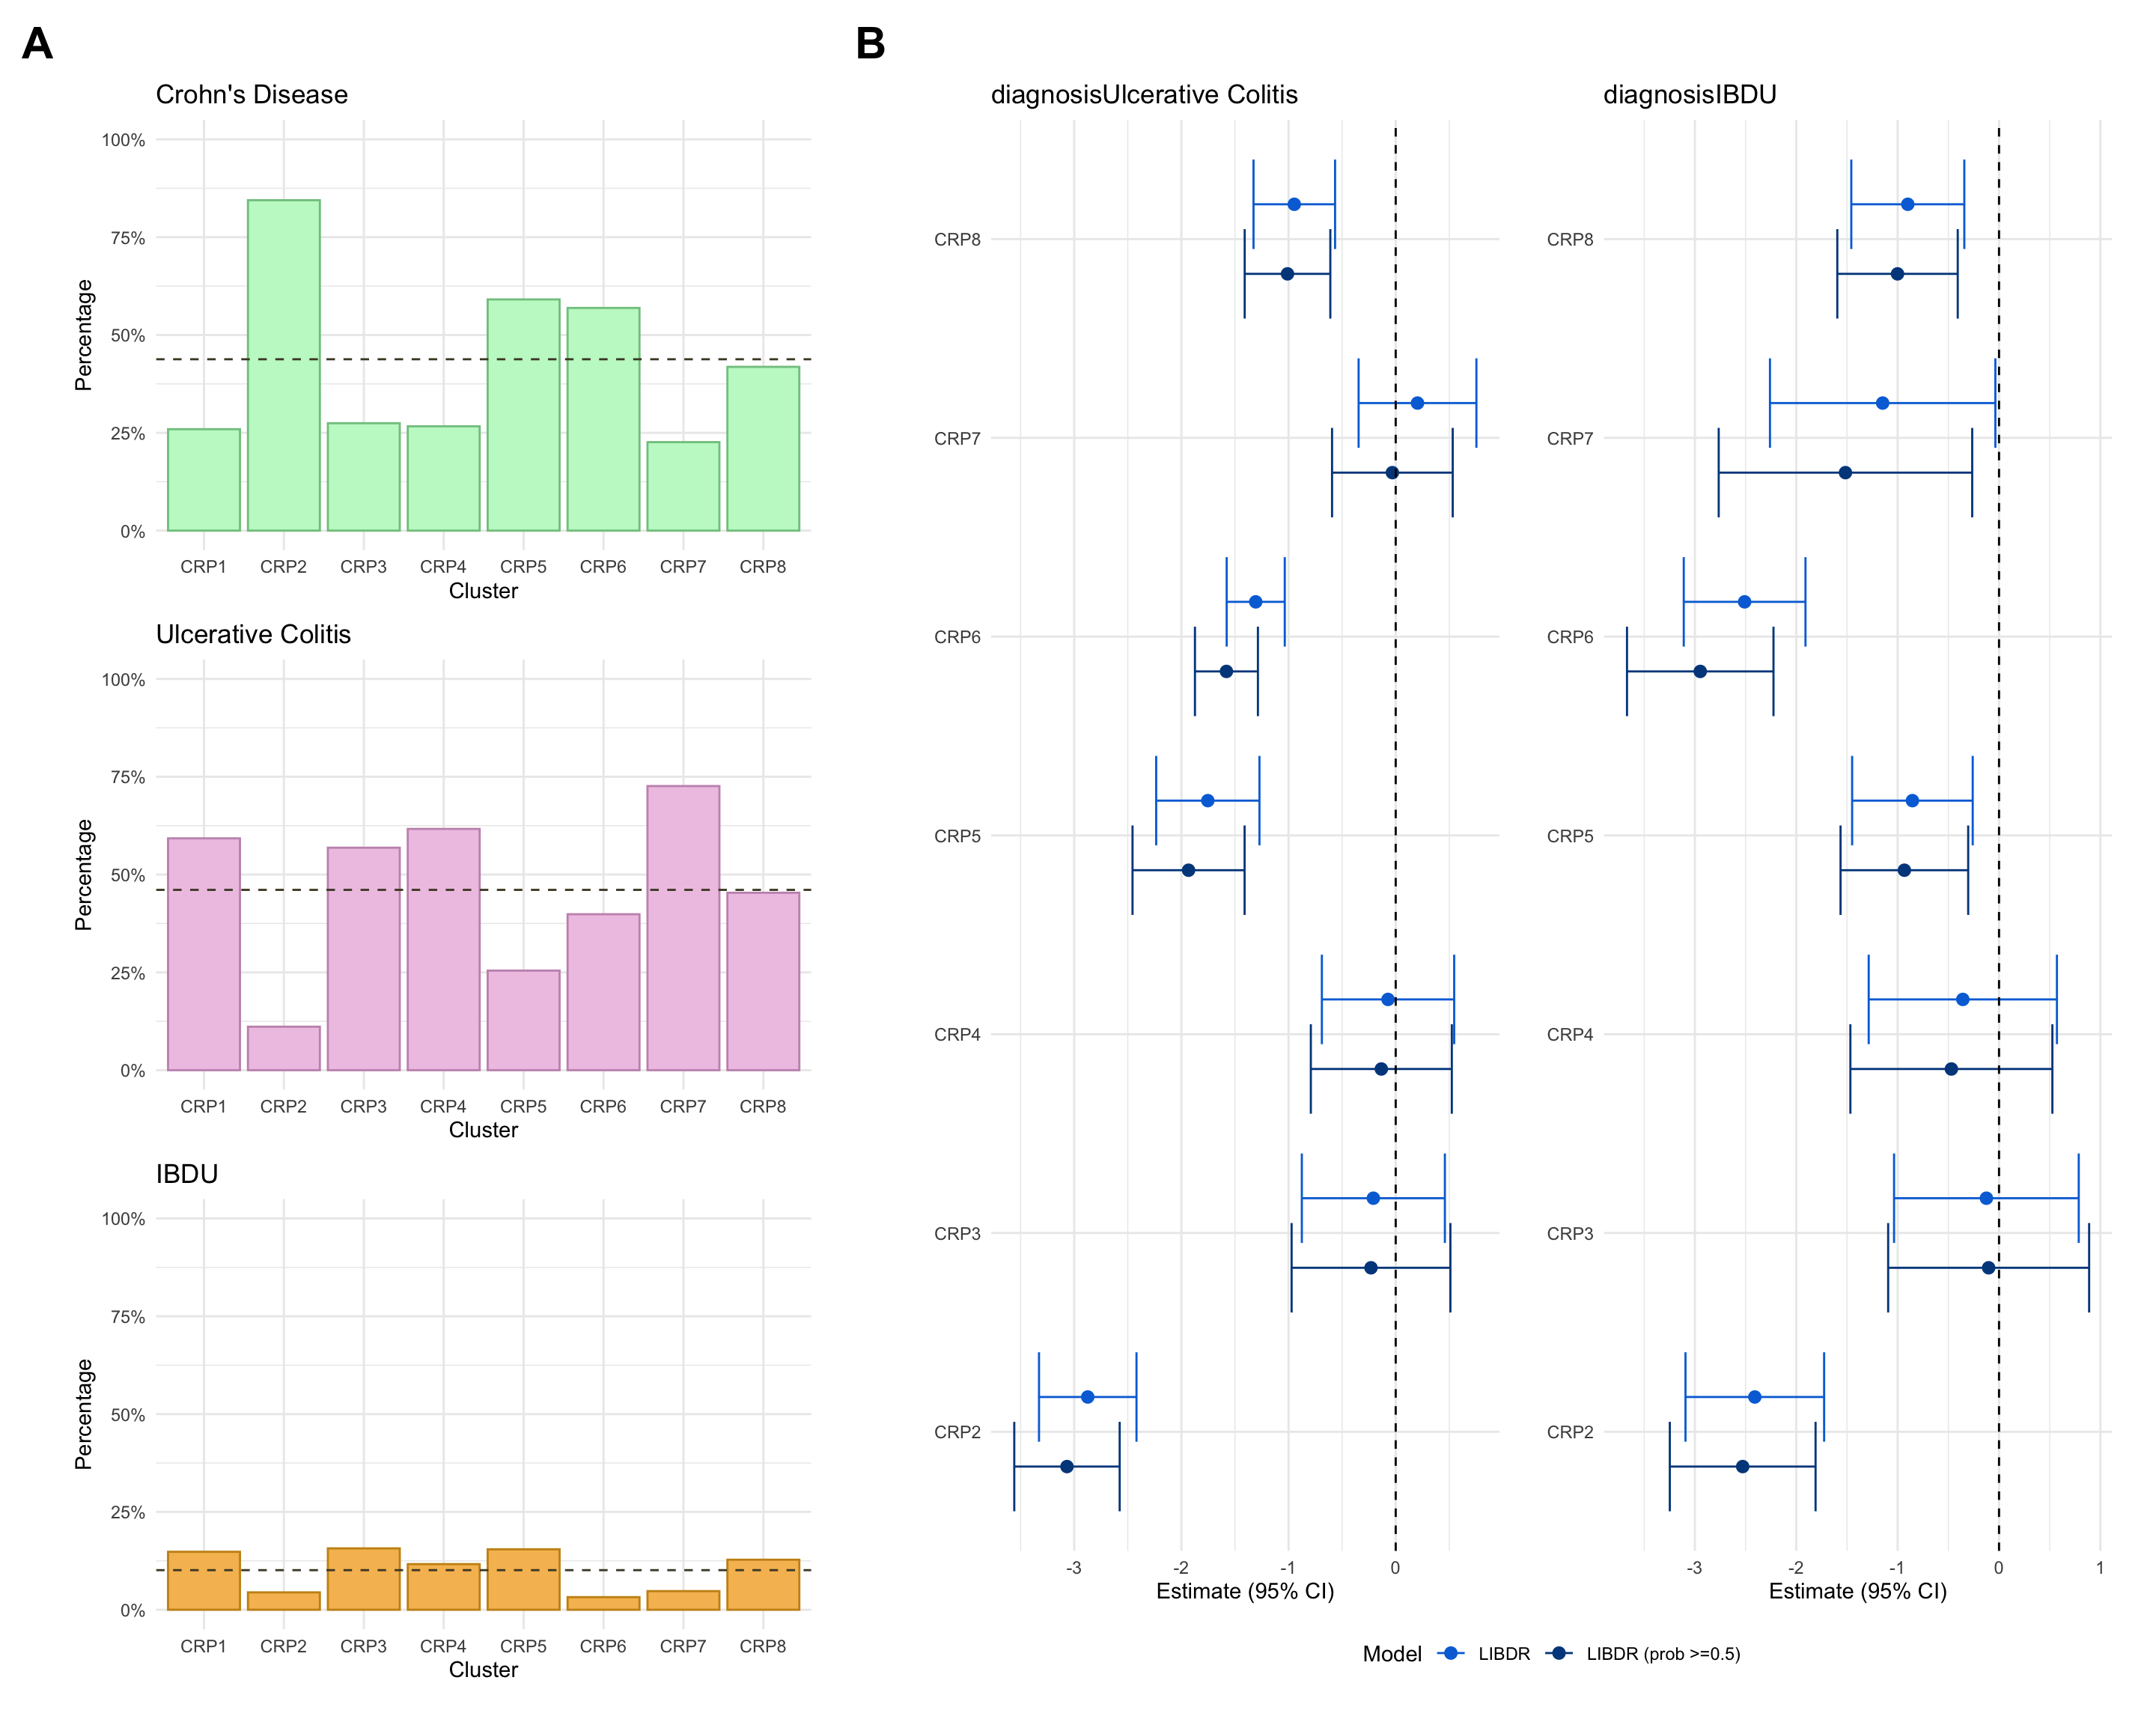 A
Crohn's Disease
Percentage
100%
75%
50%
25%
0%
CRP1 CRP2 CRP3 CRP4 CRP5 CRP6 CRP7 CRP8
Cluster
Ulcerative Colitis
Percentage
100%
75%
50%
25%
0%
CRP1 CRP2 CRP3 CRP4 CRP5 CRP6 CRP7 CRP8
Cluster
IBDU
Percentage
100%
75%
50%
25%
0%
CRP1 CRP2 CRP3 CRP4 CRP5 CRP6 CRP7 CRP8
Cluster
B
diagnosisUlcerative Colitis
CRP8
CRP7
CRP6
CRP5
CRP4
CRP3
CRP2
-3 -2 -1 0
Estimate (95% CI)
diagnosisIBDU
CRP8
CRP7
CRP6
CRP5
CRP4
CRP3
CRP2
-3 -2 -1 0 1
Estimate (95% CI)
Model LIBDR LIBDR (prob >=0.5)